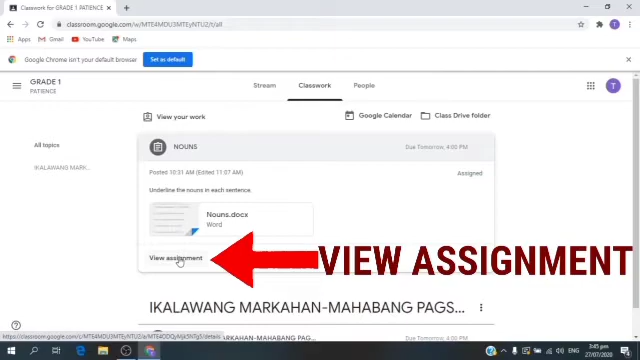 Classwork for GRADE 1 PATIENCE
classroom.google.com/w/MTE4MDU3MTEyNTU2/t/all
Apps
Gmail
YouTube
Maps
Google Chrome isn't your default browser
Set as default
GRADE 1
PATIENCE
Stream
Classwork
People
T
View your work
Google Calendar
Class Drive folder
All topics
IKALAWANG MARK...
NOUNS
Due Tomorrow, 4:00 PM
Posted 10:31 AM (Edited 11:07 AM)
Assigned
Underline the nouns in each sentence.
Nouns.docx
Word
View assignment
VIEW ASSIGNMENT
IKALAWANG MARKAHAN-MAHABANG PAGS...
Due Tomorrow, 4:00 PM
3:45 pm
ENG
27/07/2020